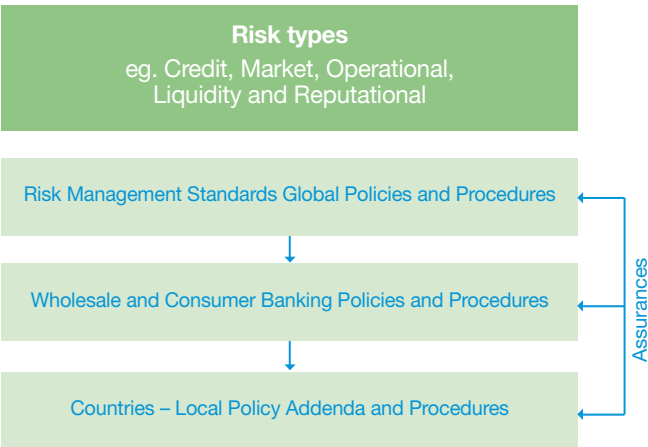 Risk types
eg. Credit, Market, Operational,
Liquidity and Reputational
Risk Management Standards Global Policies and Procedures
Wholesale and Consumer Banking Policies and Procedures
Countries – Local Policy Addenda and Procedures
Assurances